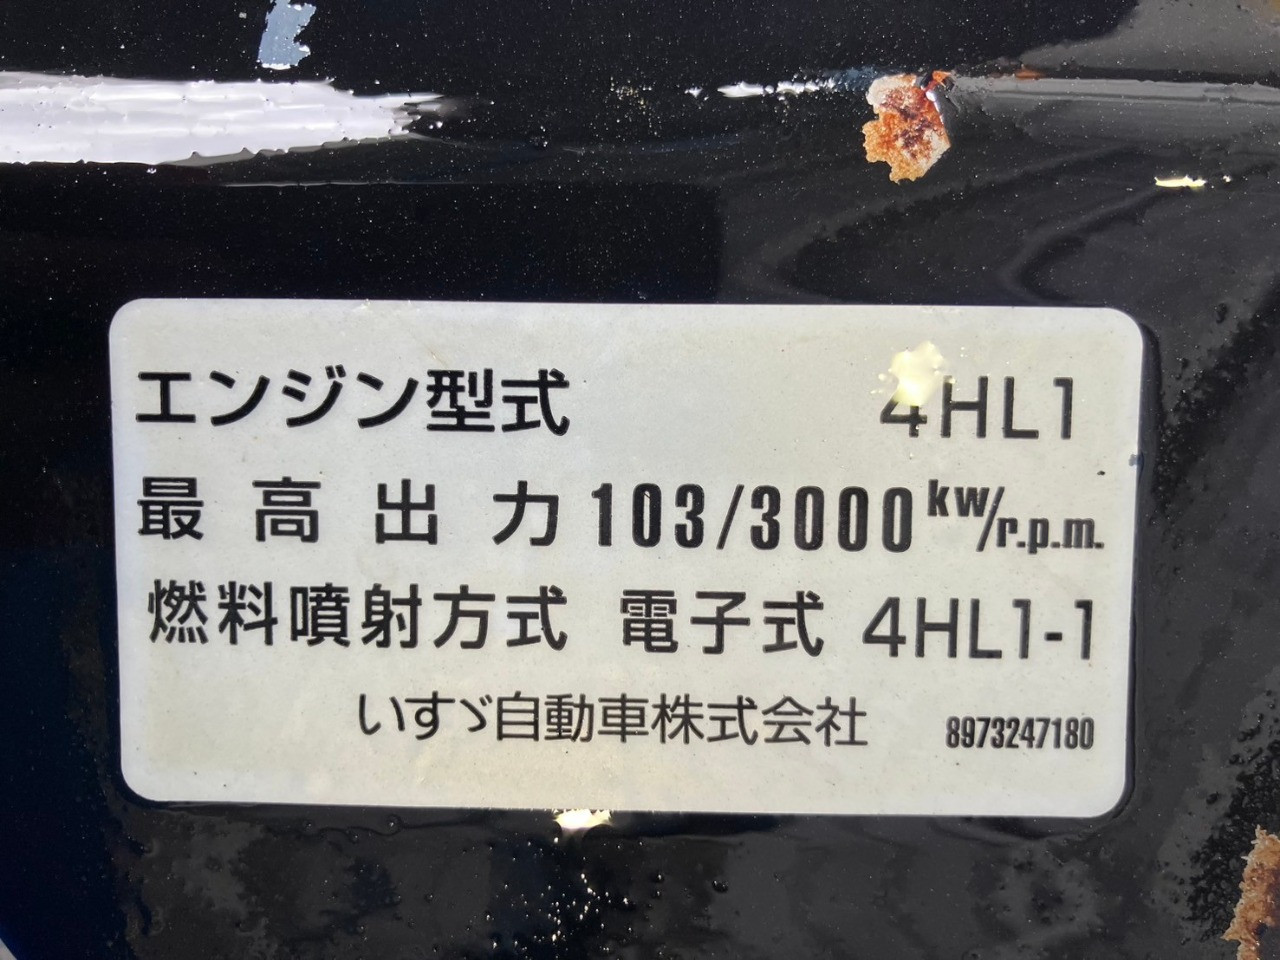 エンジン型式 4HL1
最高出力 103/3000 kw/r.p.m.
燃料噴射方式 電子式 4HL1-1
いすゞ自動車株式会社 8973247180